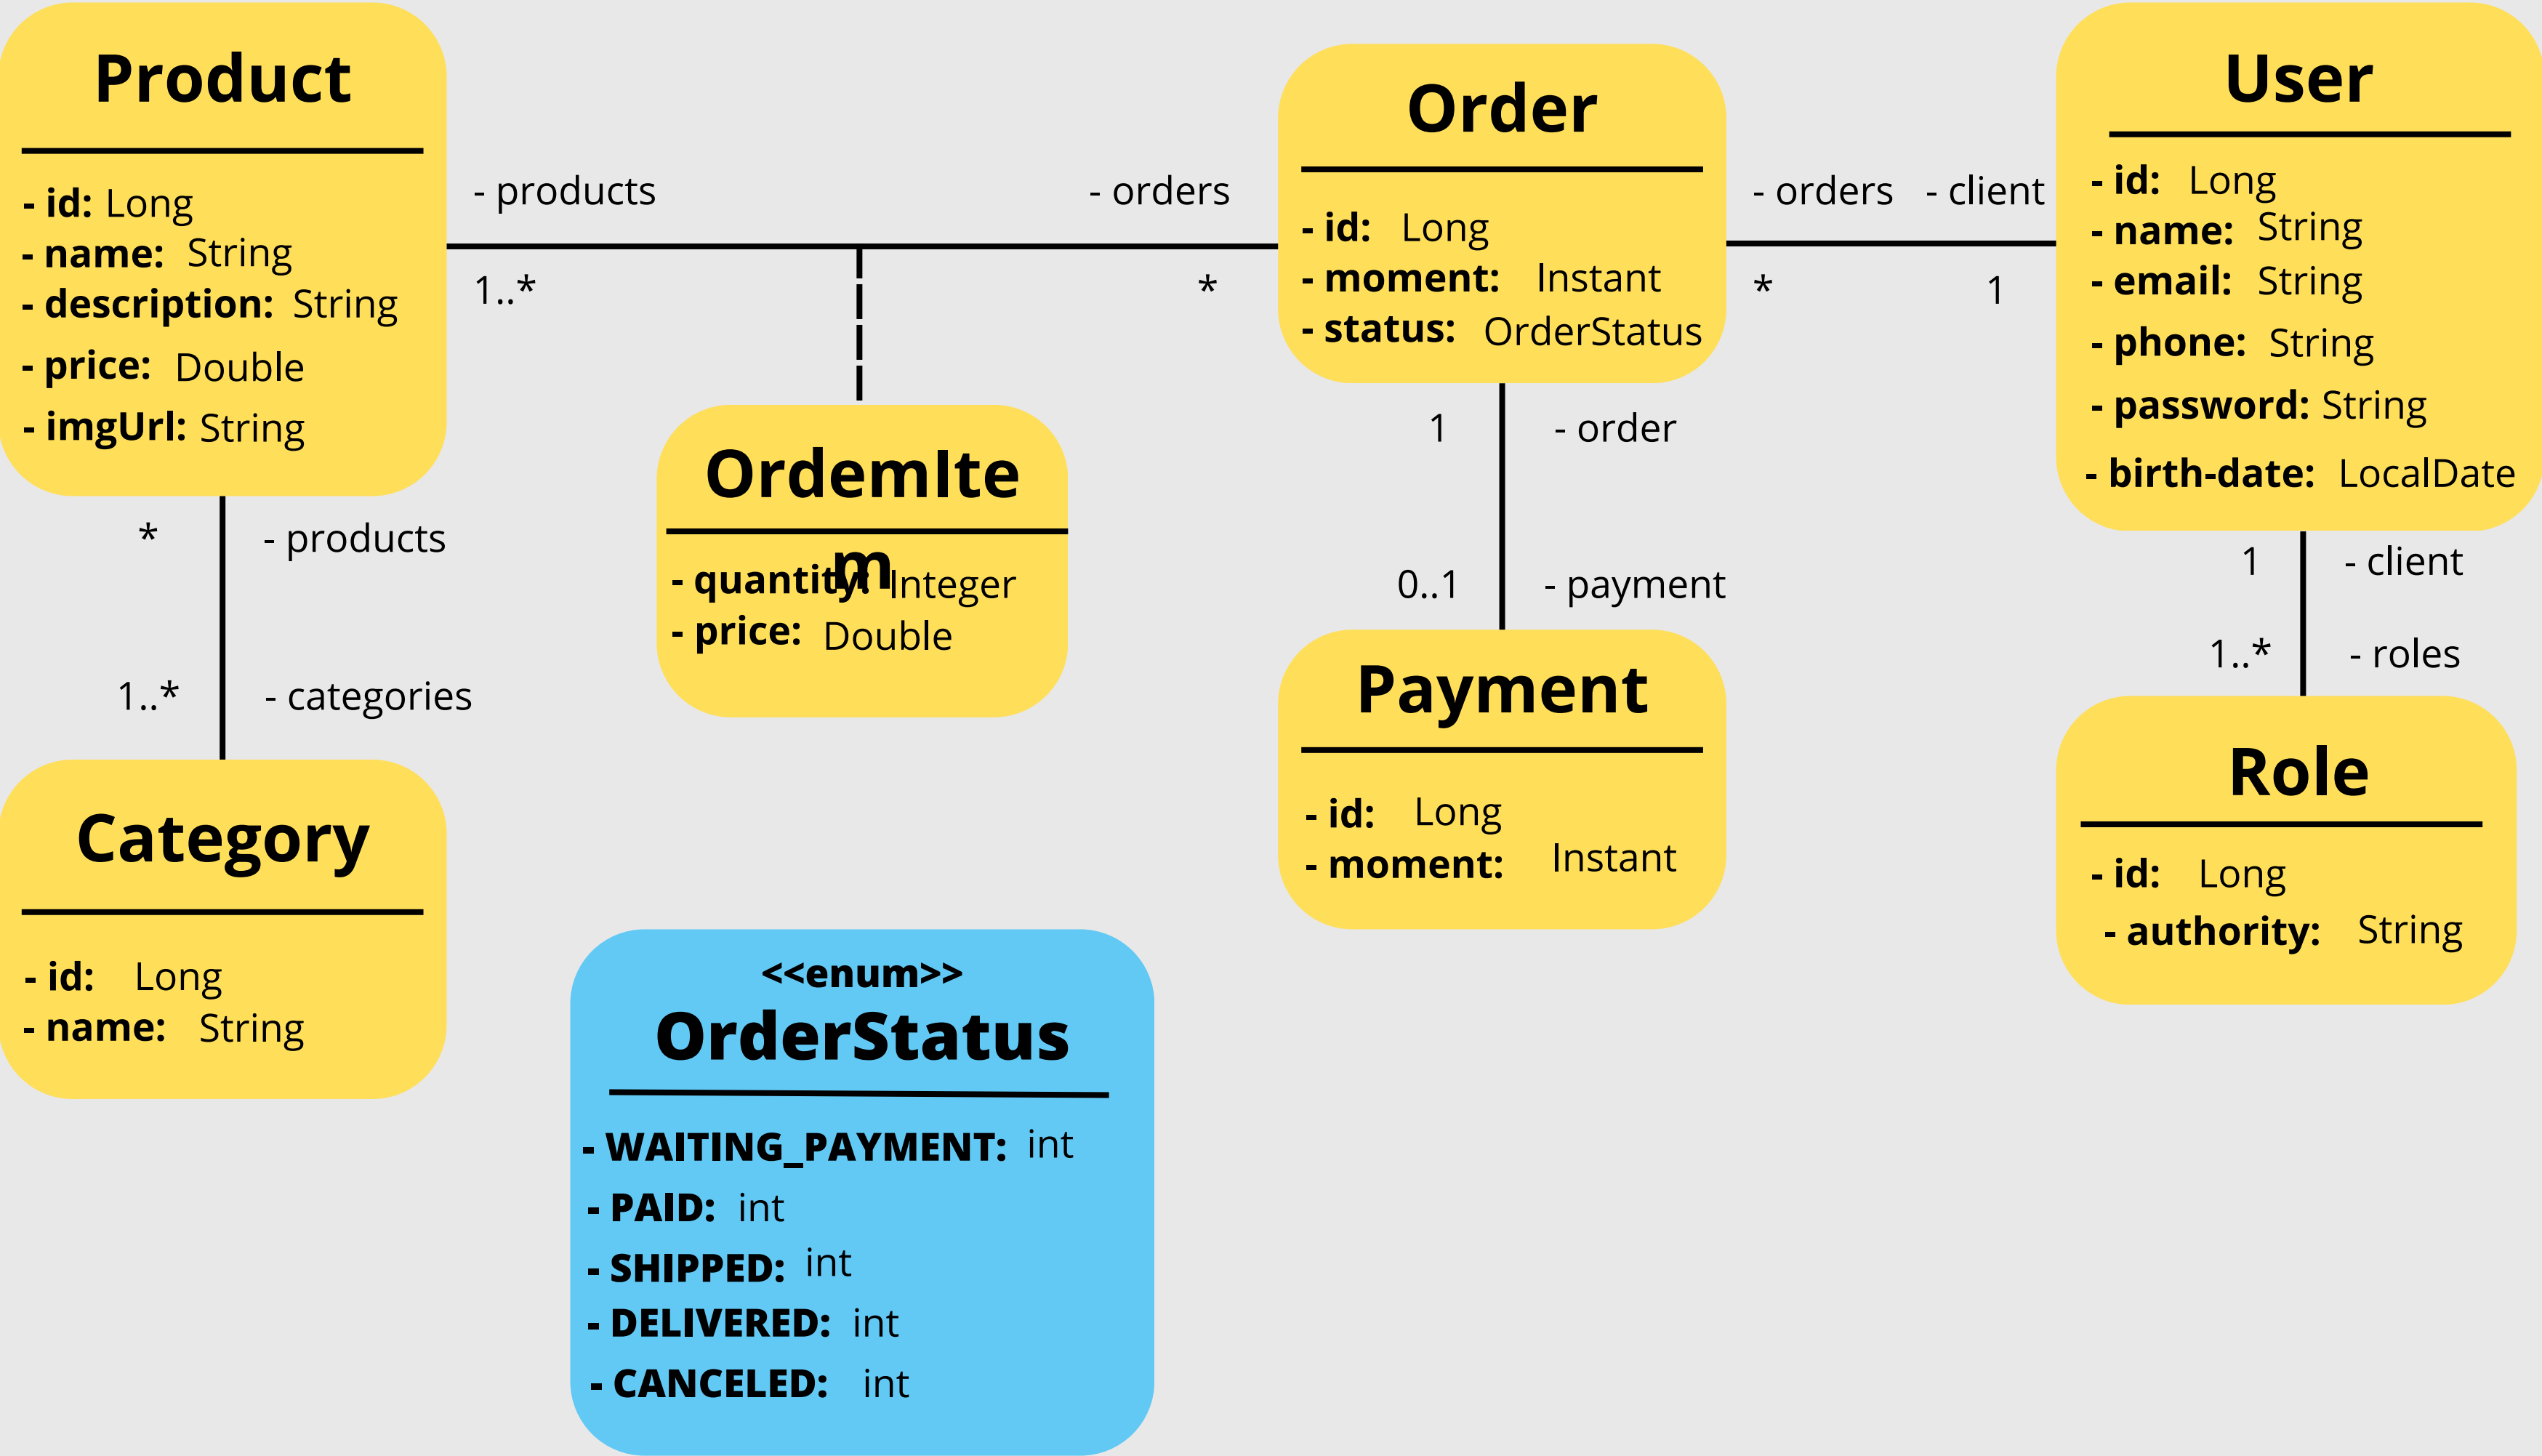 Product
- id: Long
- name: String
- description: String
- price: Double
- imgUrl: String
- products
1..*
- orders
*
Order
- id: Long
- moment: Instant
- status: OrderStatus
- orders
*
- client
1
User
- id: Long
- name: String
- email: String
- phone: String
- password: String
- birth-date: LocalDate
OrdemIte
m
- quantity: Integer
- price: Double
1
- order
0..1
- payment
*
- products
1..*
- categories
1
- client
1..*
- roles
Payment
- id: Long
- moment: Instant
Role
- id: Long
- authority: String
Category
- id: Long
- name: String
<<enum>>
OrderStatus
- WAITING_PAYMENT: int
- PAID: int
- SHIPPED: int
- DELIVERED: int
- CANCELED: int